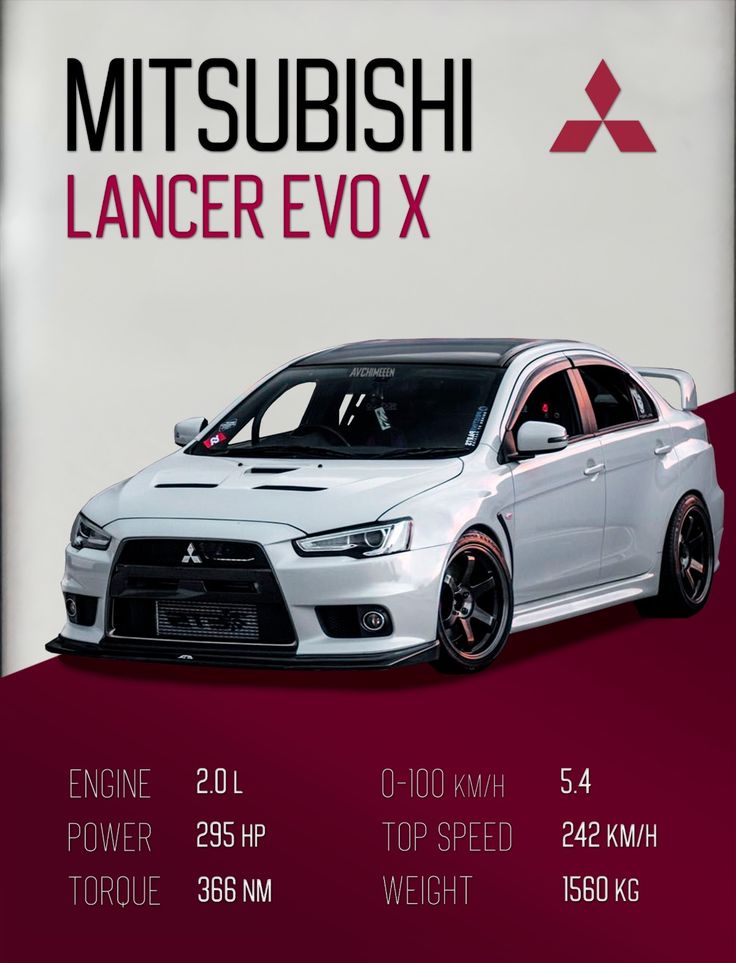 MITSUBISHI
LANCER EVO X
AVCHIMEEEN
ENGINE 2.0 L
0-100 KM/H 5.4
POWER 295 HP
TOP SPEED 242 KM/H
TORQUE 366 NM
WEIGHT 1560 KG